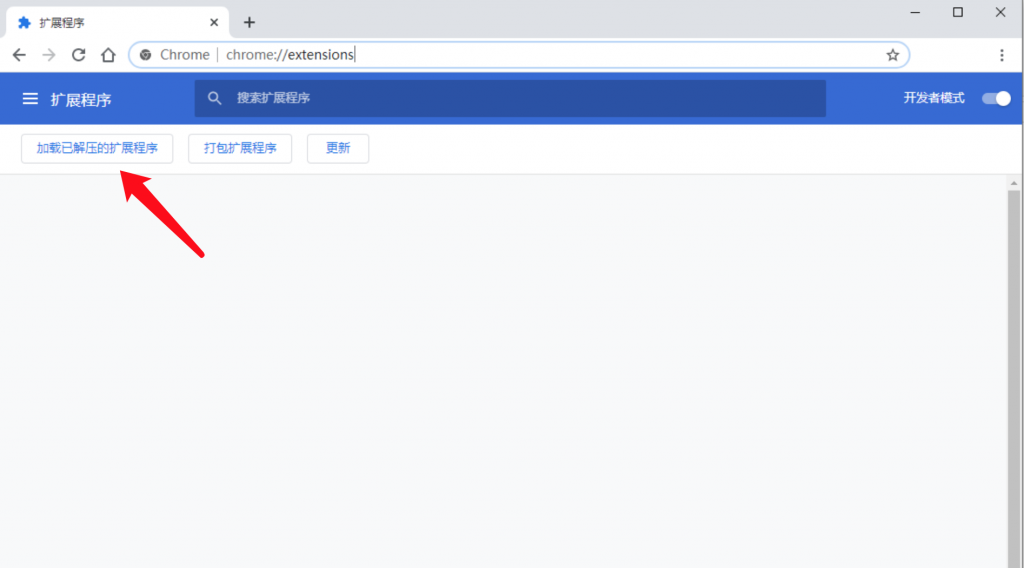 扩展程序
Chrome | chrome://extensions
扩展程序
搜索扩展程序
开发者模式
加载已解压的扩展程序
打包扩展程序
更新